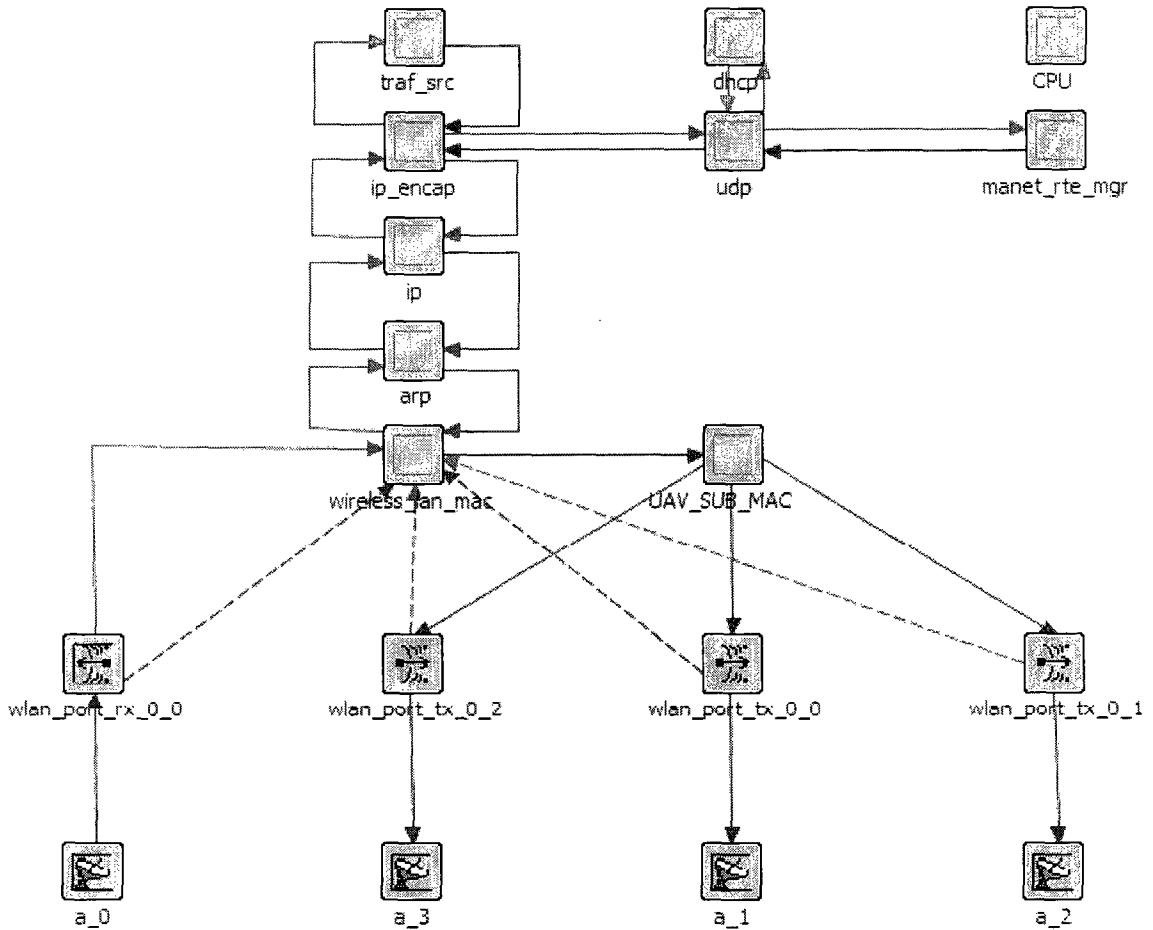 traf_src
dhcp
CPU
ip_encap
udp
manet_rte_mgr
ip
arp
wireless_lan_mac
UAV_SUB_MAC
wlan_port_rx_0_0
wlan_port_tx_0_2
wlan_port_tx_0_0
wlan_port_tx_0_1
a_0
a_3
a_1
a_2